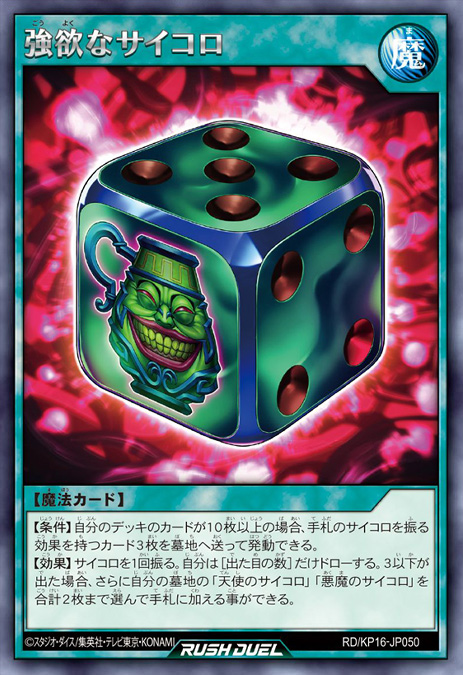 強欲なサイコロ
魔
【魔法カード】
【条件】自分のデッキのカードが10枚以上の場合、手札のサイコロを振る
効果を持つカード3枚を墓地へ送って発動できる。
【効果】サイコロを1回振る。自分は[出た目の数]だけドローする。3以下が
出た場合、さらに自分の墓地の「天使のサイコロ」「悪魔のサイコロ」を
合計2枚まで選んで手札に加える事ができる。
©スタジオ・ダイス/集英社・テレビ東京・KONAMI
RUSH DUEL
RD/KP16-JP050